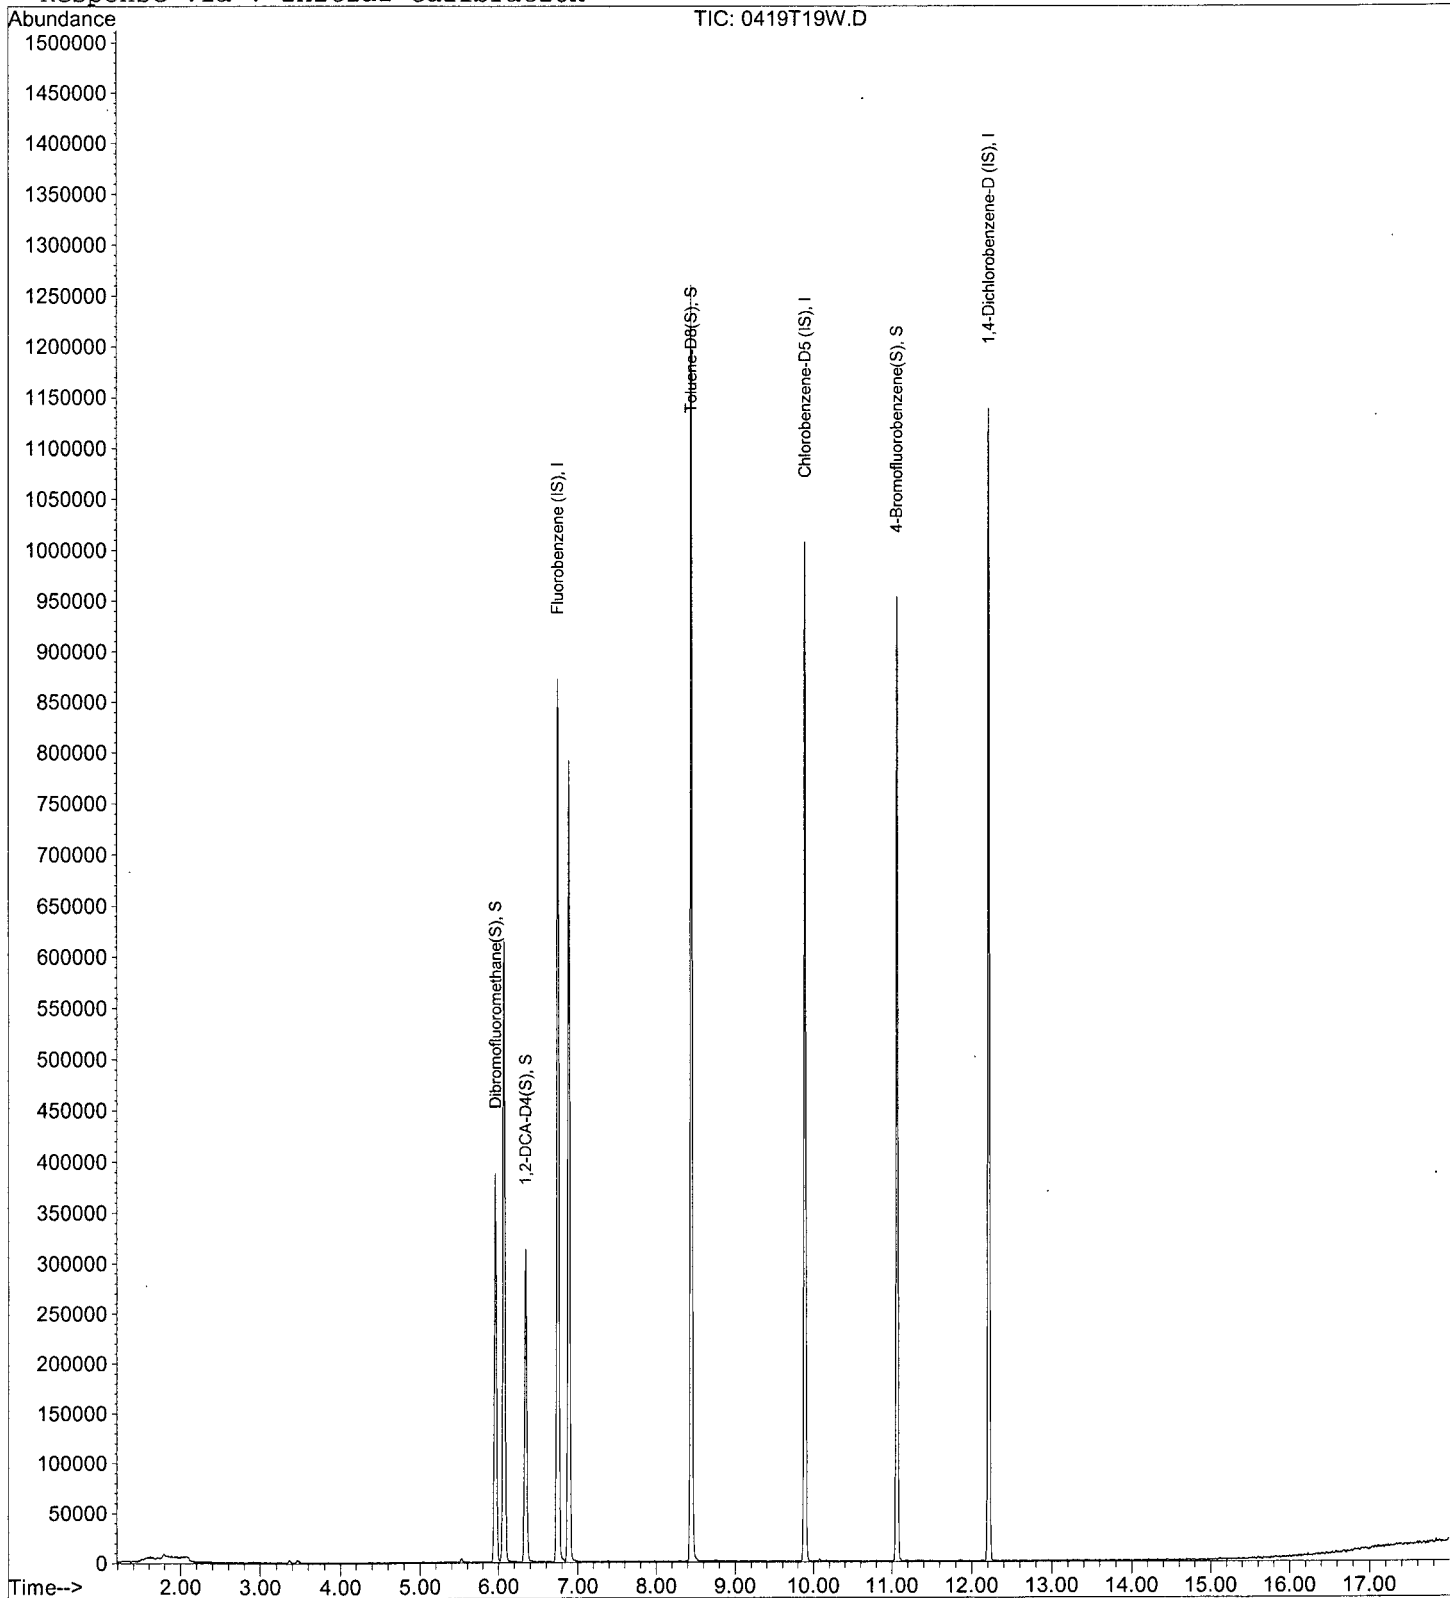 Response via : Initial Calibration
Abundance
TIC: 0419T19W.D
1500000
1450000
1400000
1350000
1300000
1250000
1200000
1150000
1100000
1050000
1000000
950000
900000
850000
800000
750000
700000
650000
600000
550000
500000
450000
400000
350000
300000
250000
200000
150000
100000
50000
0
Dibromofluoromethane(S), S
1,2-DCA-D4(S), S
Fluorobenzene (IS), I
Toluene-D8(S), S
Chlorobenzene-D5 (IS), I
4-Bromofluorobenzene(S), S
1,4-Dichlorobenzene-D (IS), I
Time-->
2.00 3.00 4.00 5.00 6.00 7.00 8.00 9.00 10.00 11.00 12.00 13.00 14.00 15.00 16.00 17.00